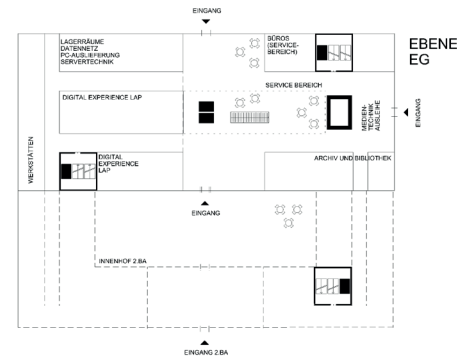 EINGANG
EBENE
EG
LAGERRÄUME
DATENNETZ
PC-AUSLIEFERUNG
SERVERTECHNIK
BÜROS
(SERVICE-
BEREICH)
SERVICE BEREICH
DIGITAL EXPERIENCE LAP
MEDIEN-
TECHNIK
AUSLEIHE
EINGANG
WERKSTÄTTEN
DIGITAL
EXPERIENCE
LAP
ARCHIV UND BIBLIOTHEK
EINGANG
INNENHOF 2.BA
EINGANG 2.BA